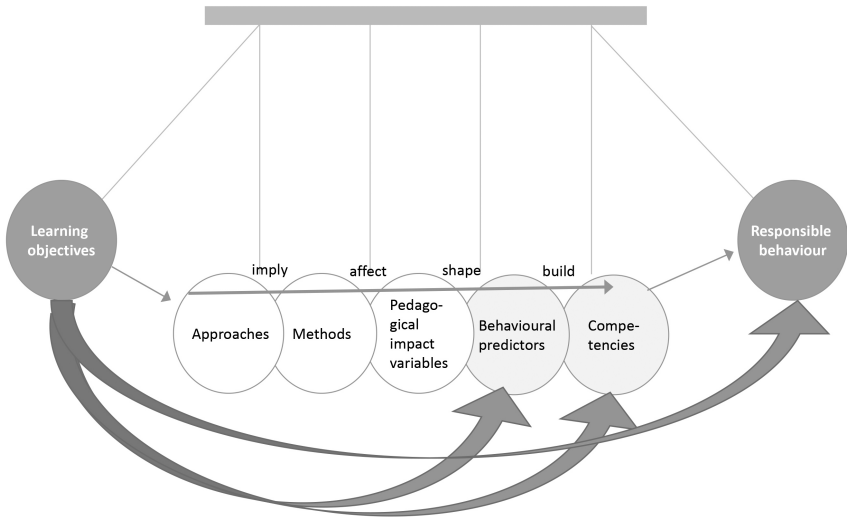 Learning
objectives
Responsible
behaviour
imply
affect
shape
build
Approaches
Methods
Pedago-
gical
impact
variables
Behavioural
predictors
Compe-
tencies